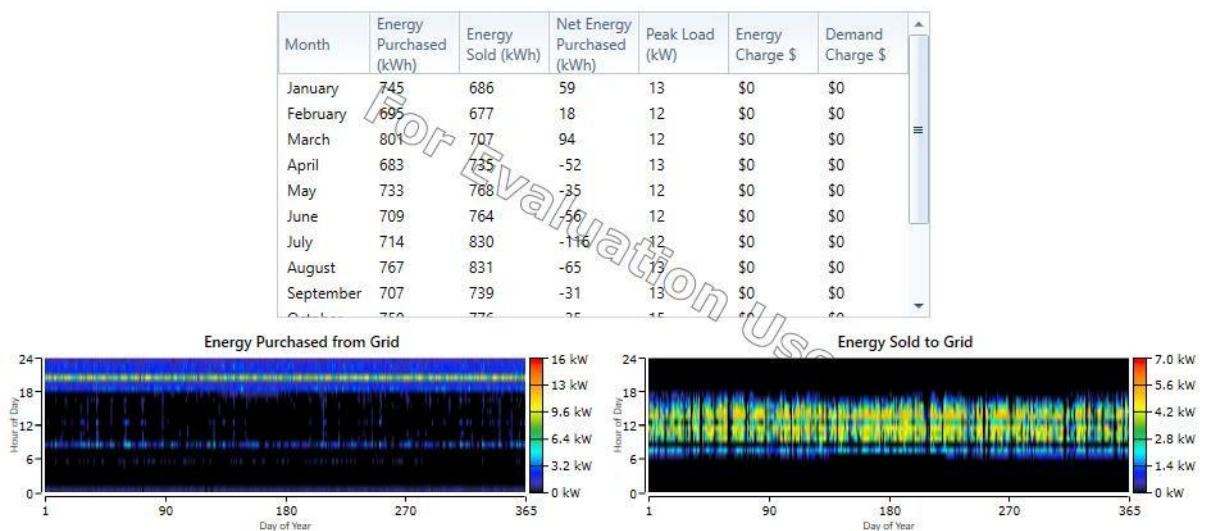 Month Energy Purchased (kWh) Energy Sold (kWh) Net Energy Purchased (kWh) Peak Load (kW) Energy Charge $ Demand Charge $
January 745 686 59 13 $0 $0
February 695 677 18 12 $0 $0
March 801 707 94 12 $0 $0
April 683 735 -52 13 $0 $0
May 733 768 -35 12 $0 $0
June 709 764 -56 12 $0 $0
July 714 830 -116 12 $0 $0
August 767 831 -65 13 $0 $0
September 707 739 -31 13 $0 $0
For Evaluation Use
Energy Purchased from Grid
24
18
12
6
0
Hour of Day
1 90 180 270 365
Day of Year
16 kW
13 kW
9.6 kW
6.4 kW
3.2 kW
0 kW
Energy Sold to Grid
24
18
12
6
0
Hour of Day
1 90 180 270 365
Day of Year
7.0 kW
5.6 kW
4.2 kW
2.8 kW
1.4 kW
0 kW